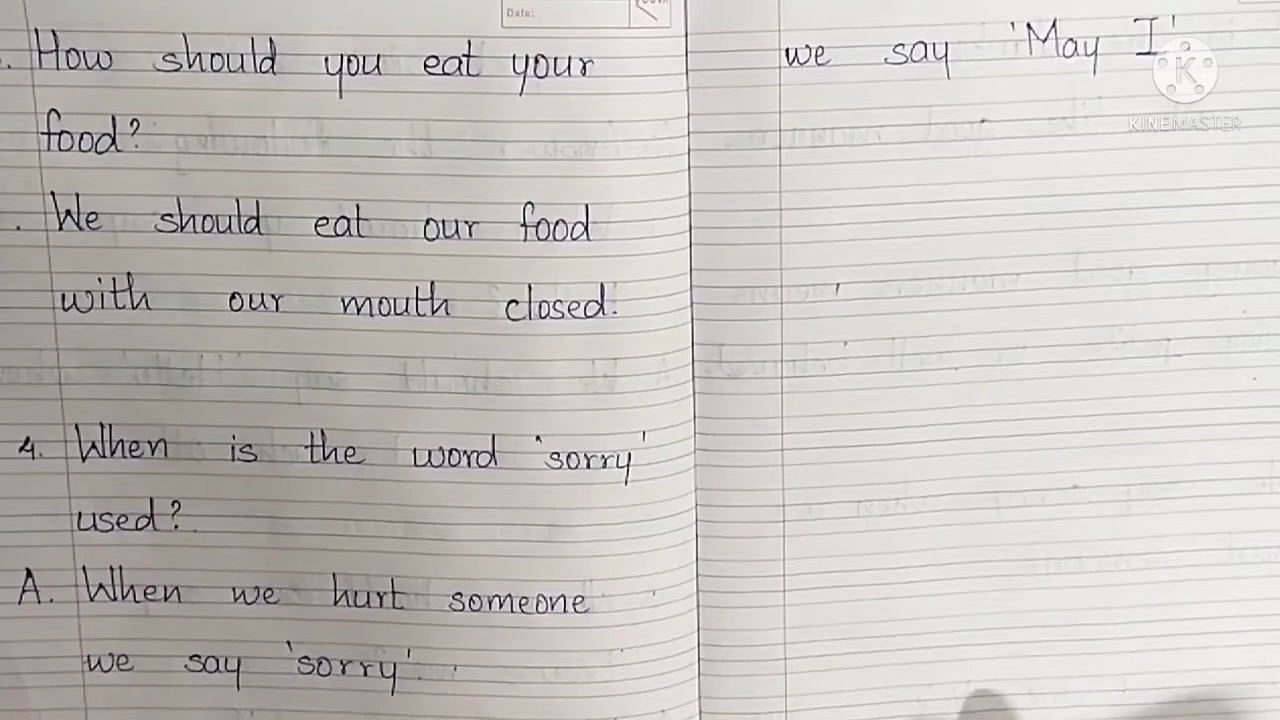 Date:
. How should you eat your
food?
. We should eat our food
with our mouth closed.
4. When is the word 'sorry'
used?
A. When we hurt someone
we say 'sorry'.
we say 'May I'
KINEMASTER